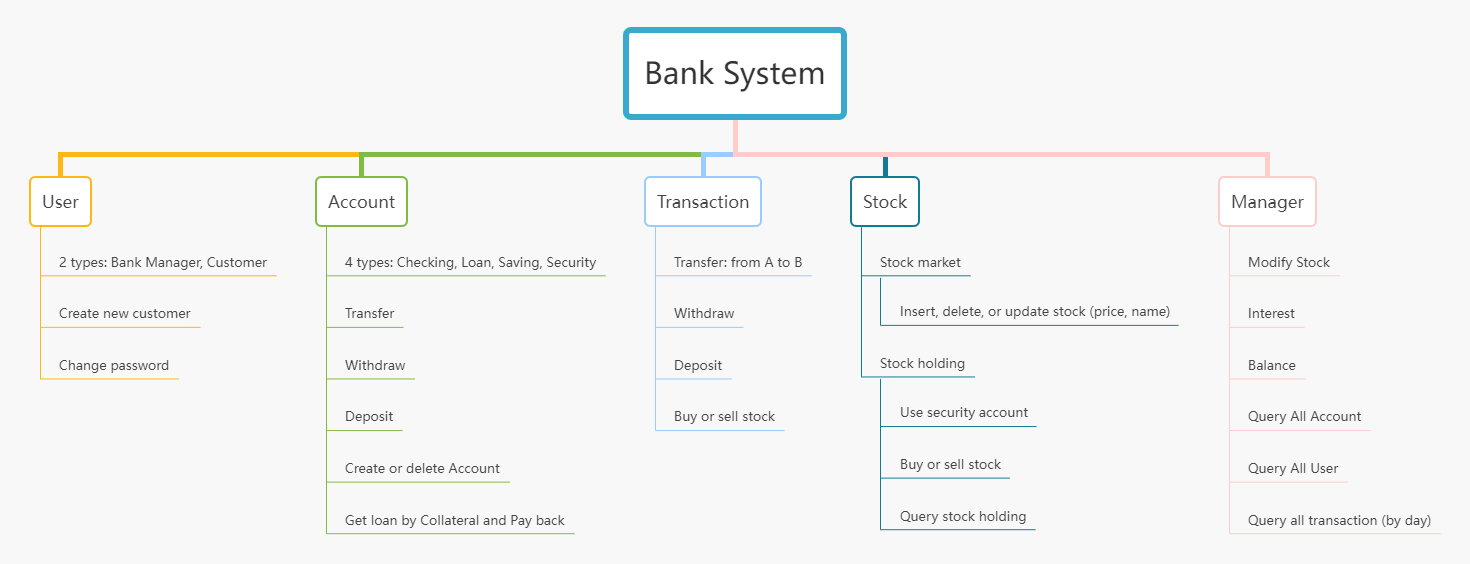 Bank System
User
2 types: Bank Manager, Customer
Create new customer
Change password
Account
4 types: Checking, Loan, Saving, Security
Transfer
Withdraw
Deposit
Create or delete Account
Get loan by Collateral and Pay back
Transaction
Transfer: from A to B
Withdraw
Deposit
Buy or sell stock
Stock
Stock market
Insert, delete, or update stock (price, name)
Stock holding
Use security account
Buy or sell stock
Query stock holding
Manager
Modify Stock
Interest
Balance
Query All Account
Query All User
Query all transaction (by day)